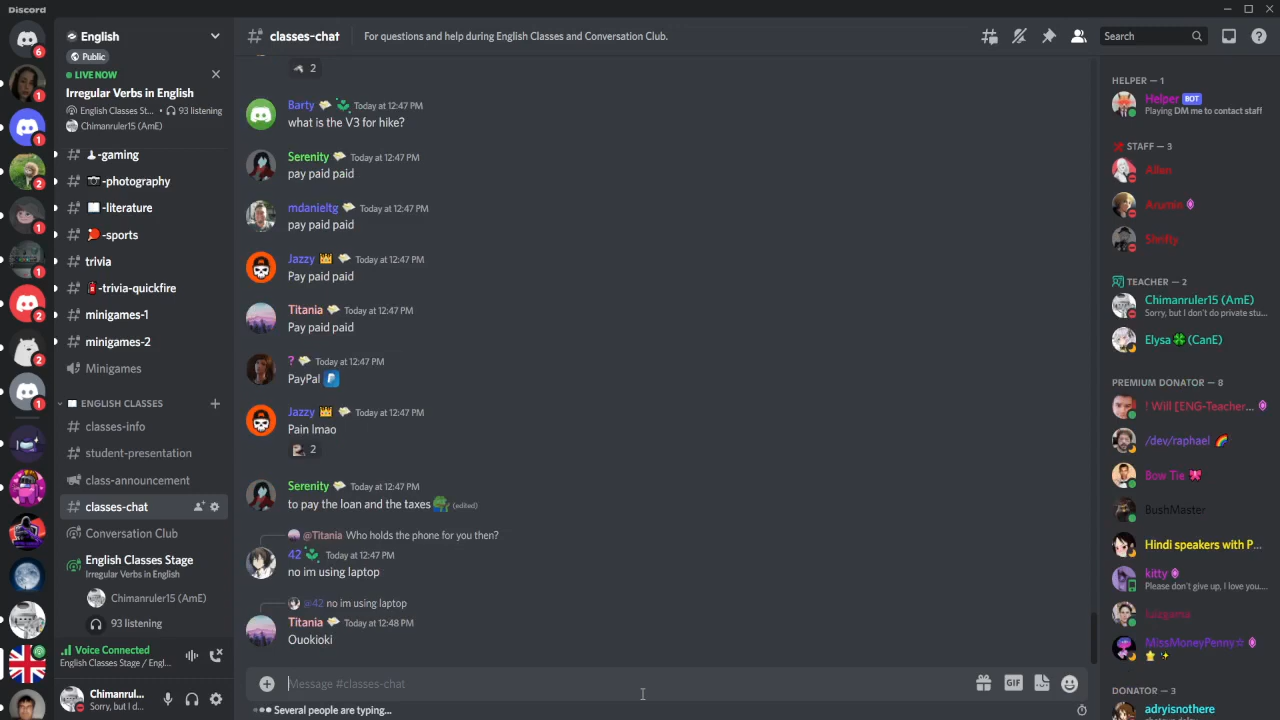 Discord
English
Public
LIVE NOW
Irregular Verbs in English
English Classes St... 93 listening
Chimanruler15 (AmE)
-gaming
-photography
-literature
-sports
trivia
-trivia-quickfire
minigames-1
minigames-2
Minigames
ENGLISH CLASSES
classes-info
student-presentation
class-announcement
classes-chat
Conversation Club
English Classes Stage
Irregular Verbs in English
Chimanruler15 (AmE)
93 listening
Voice Connected
English Classes Stage / Engl...
Chimanrul...
Sorry, but I d...
6
1
1
2
1
1
2
2
1
classes-chat For questions and help during English Classes and Conversation Club.
Search
2
Barty Today at 12:47 PM
what is the V3 for hike?
Serenity Today at 12:47 PM
pay paid paid
mdanieltg Today at 12:47 PM
pay paid paid
Jazzy Today at 12:47 PM
Pay paid paid
Titania Today at 12:47 PM
Pay paid paid
? Today at 12:47 PM
PayPal
Jazzy Today at 12:47 PM
Pain lmao
2
Serenity Today at 12:47 PM
to pay the loan and the taxes (edited)
@Titania Who holds the phone for you then?
42 Today at 12:47 PM
no im using laptop
@42 no im using laptop
Titania Today at 12:48 PM
Ouokioki
Message #classes-chat
GIF
Several people are typing...
HELPER — 1
Helper BOT
Playing DM me to contact staff
STAFF — 3
Allen
Arumin
Shrifty
TEACHER — 2
Chimanruler15 (AmE)
Sorry, but I don't do private stu...
Elysa (CanE)
PREMIUM DONATOR — 8
! Will [ENG-Teacher...
/dev/raphael
Bow Tie
BushMaster
Hindi speakers with P...
kitty
Please don't give up, I love you....
luizgama
MissMoneyPenny
DONATOR — 3
adryisnothere